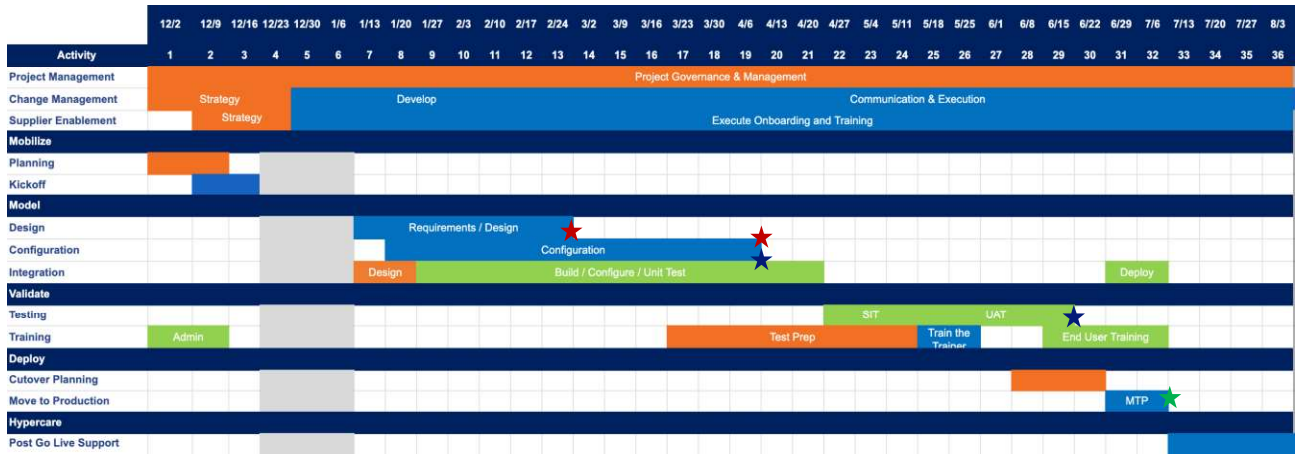 12/2 12/9 12/16 12/23 12/30 1/6 1/13 1/20 1/27 2/3 2/10 2/17 2/24 3/2 3/9 3/16 3/23 3/30 4/6 4/13 4/20 4/27 5/4 5/11 5/18 5/25 6/1 6/8 6/15 6/22 6/29 7/6 7/13 7/20 7/27 8/3
Activity 1 2 3 4 5 6 7 8 9 10 11 12 13 14 15 16 17 18 19 20 21 22 23 24 25 26 27 28 29 30 31 32 33 34 35 36
Project Management Project Governance & Management
Change Management Strategy Develop Communication & Execution
Supplier Enablement Strategy Execute Onboarding and Training
Mobilize
Planning
Kickoff
Model
Design Requirements / Design
Configuration Configuration
Integration Design Build / Configure / Unit Test Deploy
Validate
Testing SIT UAT
Training Admin Test Prep Train the Trainer End User Training
Deploy
Cutover Planning
Move to Production MTP
Hypercare
Post Go Live Support